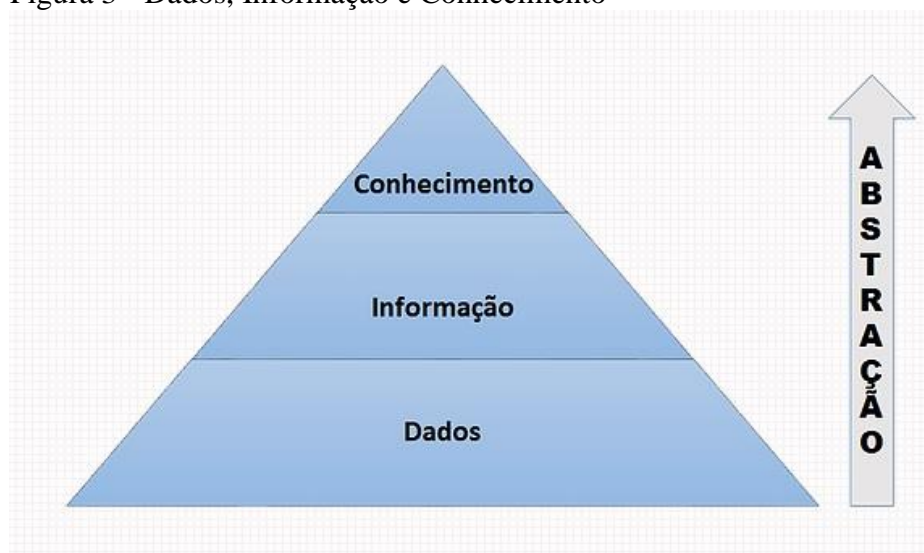 Figura 3 - Dados, Informação e Conhecimento
Conhecimento
Informação
Dados
ABSTRAÇÃO